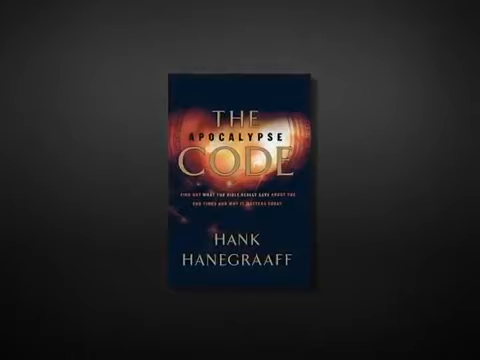 THE
APOCALYPSE
CODE
FIND OUT WHAT THE BIBLE REALLY SAYS ABOUT THE
END TIMES AND WHY IT MATTERS TODAY
HANK
HANEGRAAFF